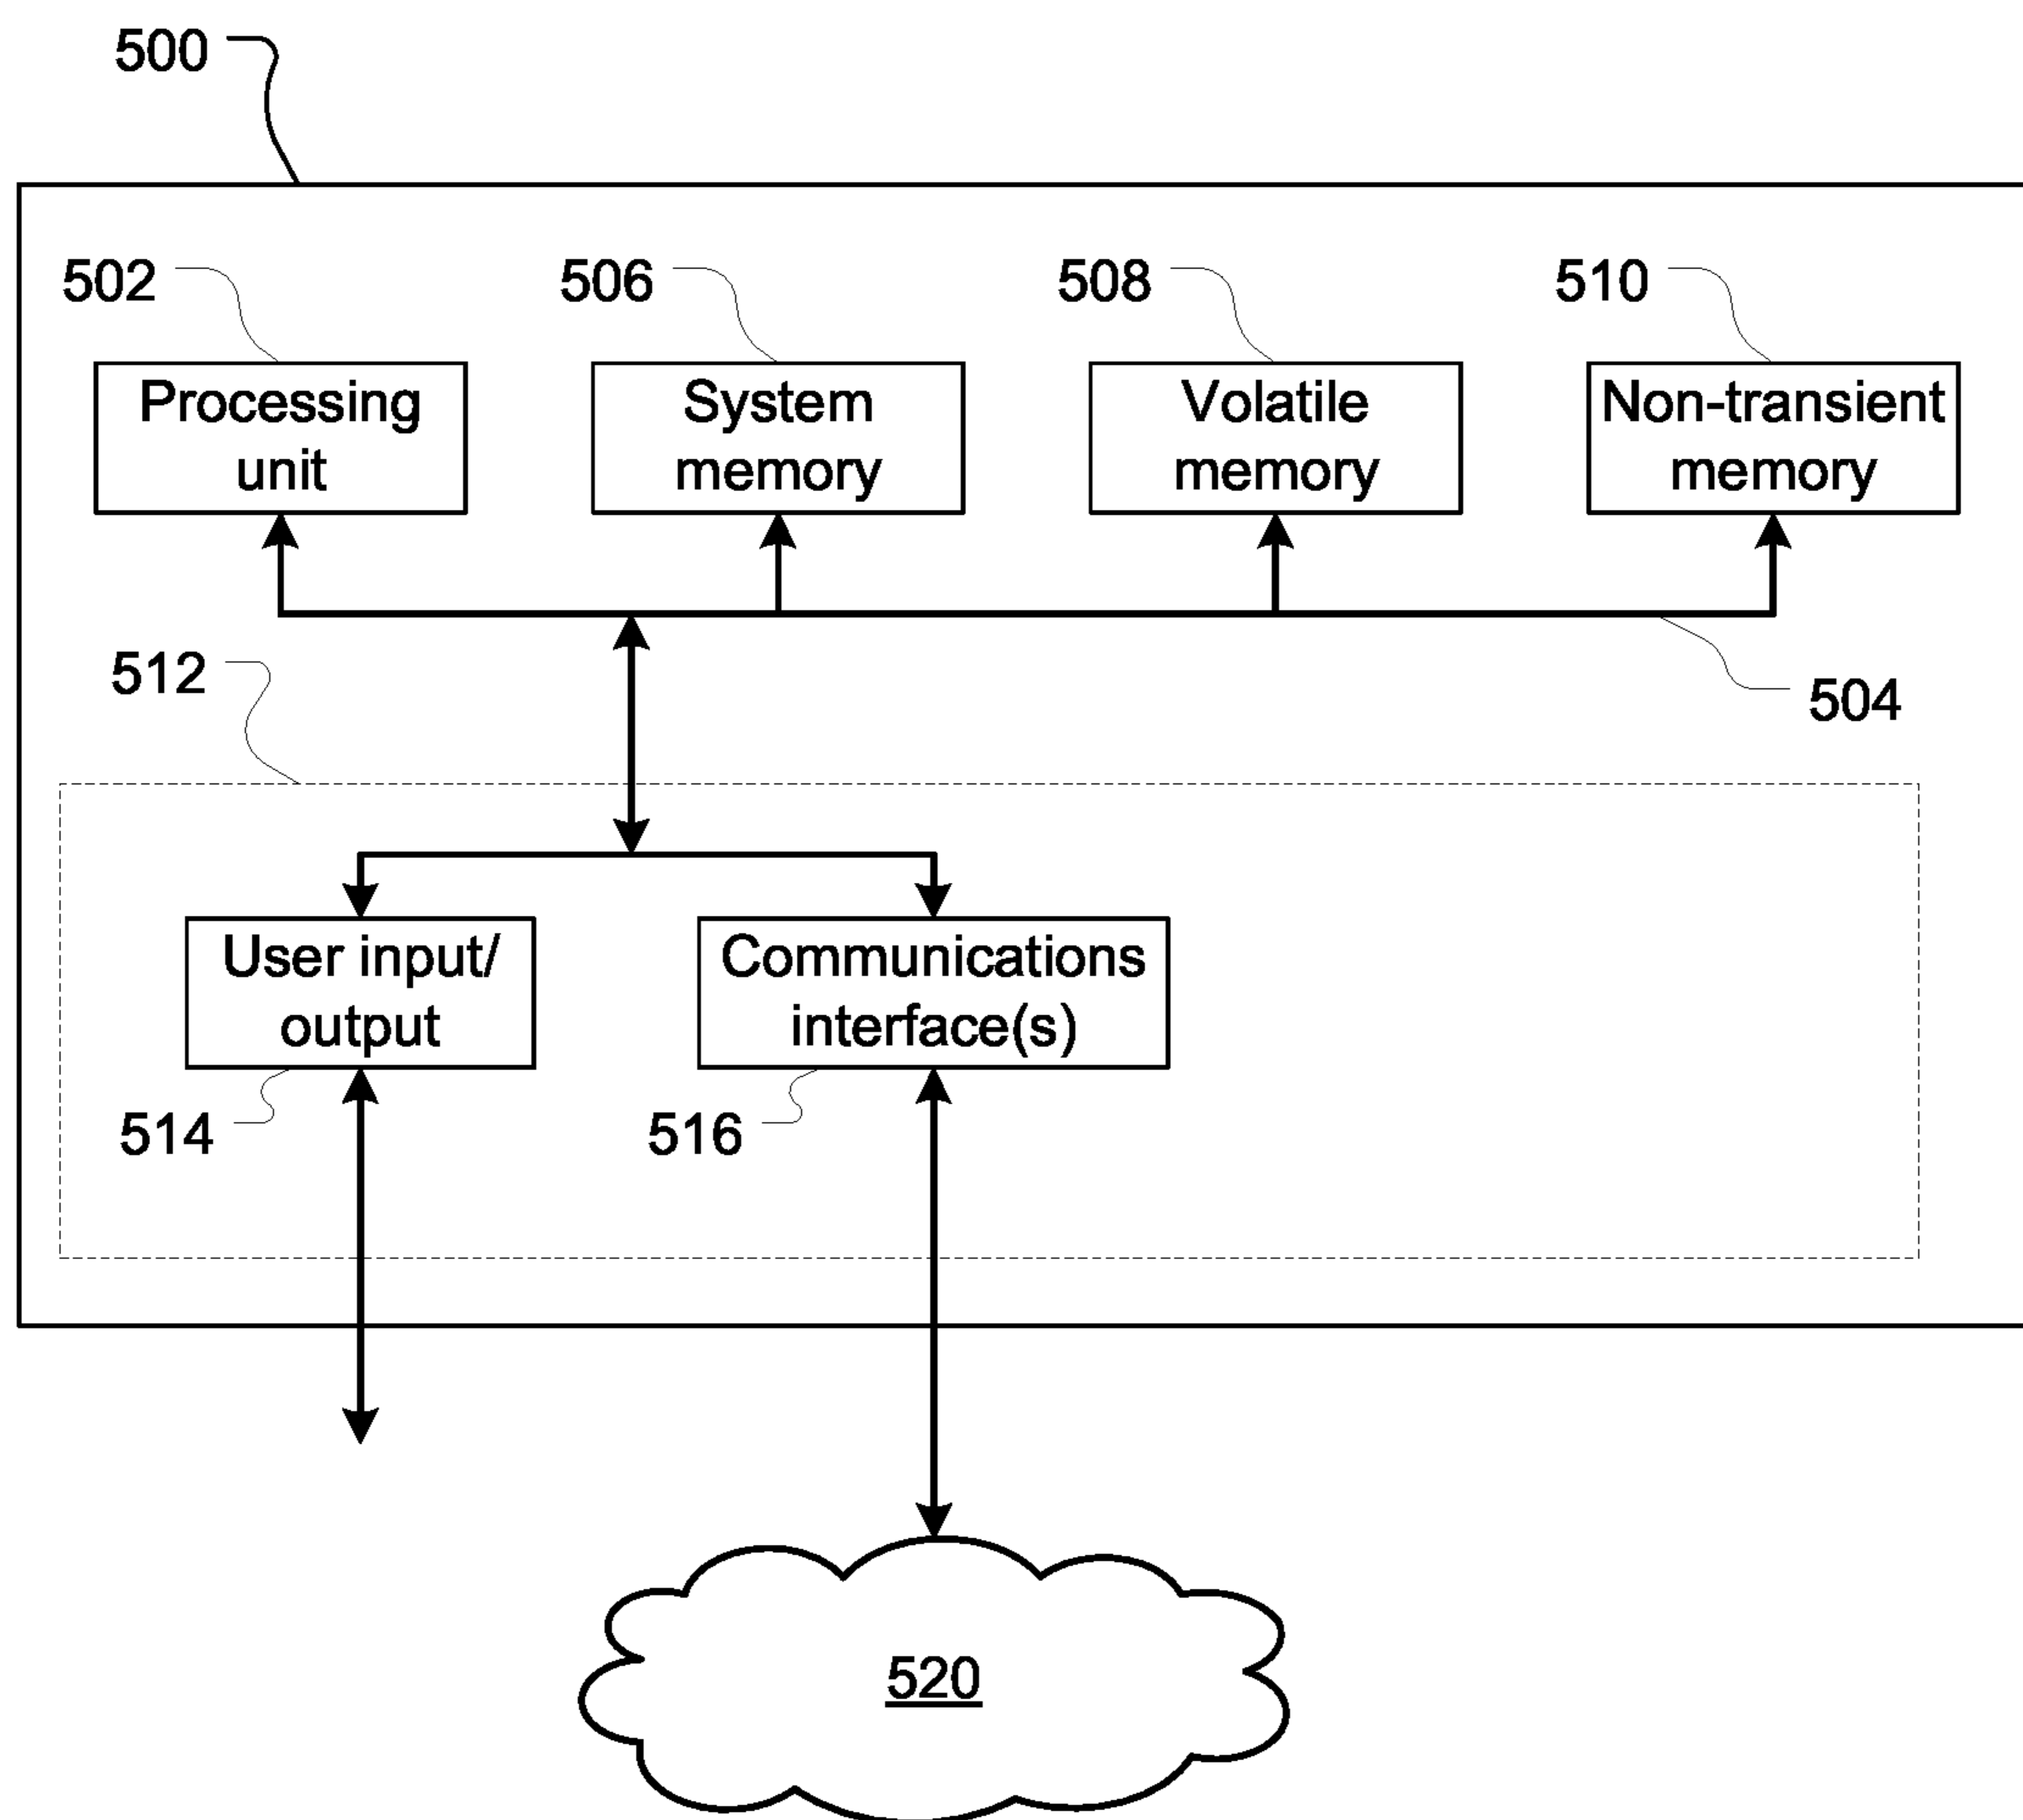 500
502
506
508
510
Processing
unit
System
memory
Volatile
memory
Non-transient
memory
512
504
User input/
output
Communications
interface(s)
514
516
520